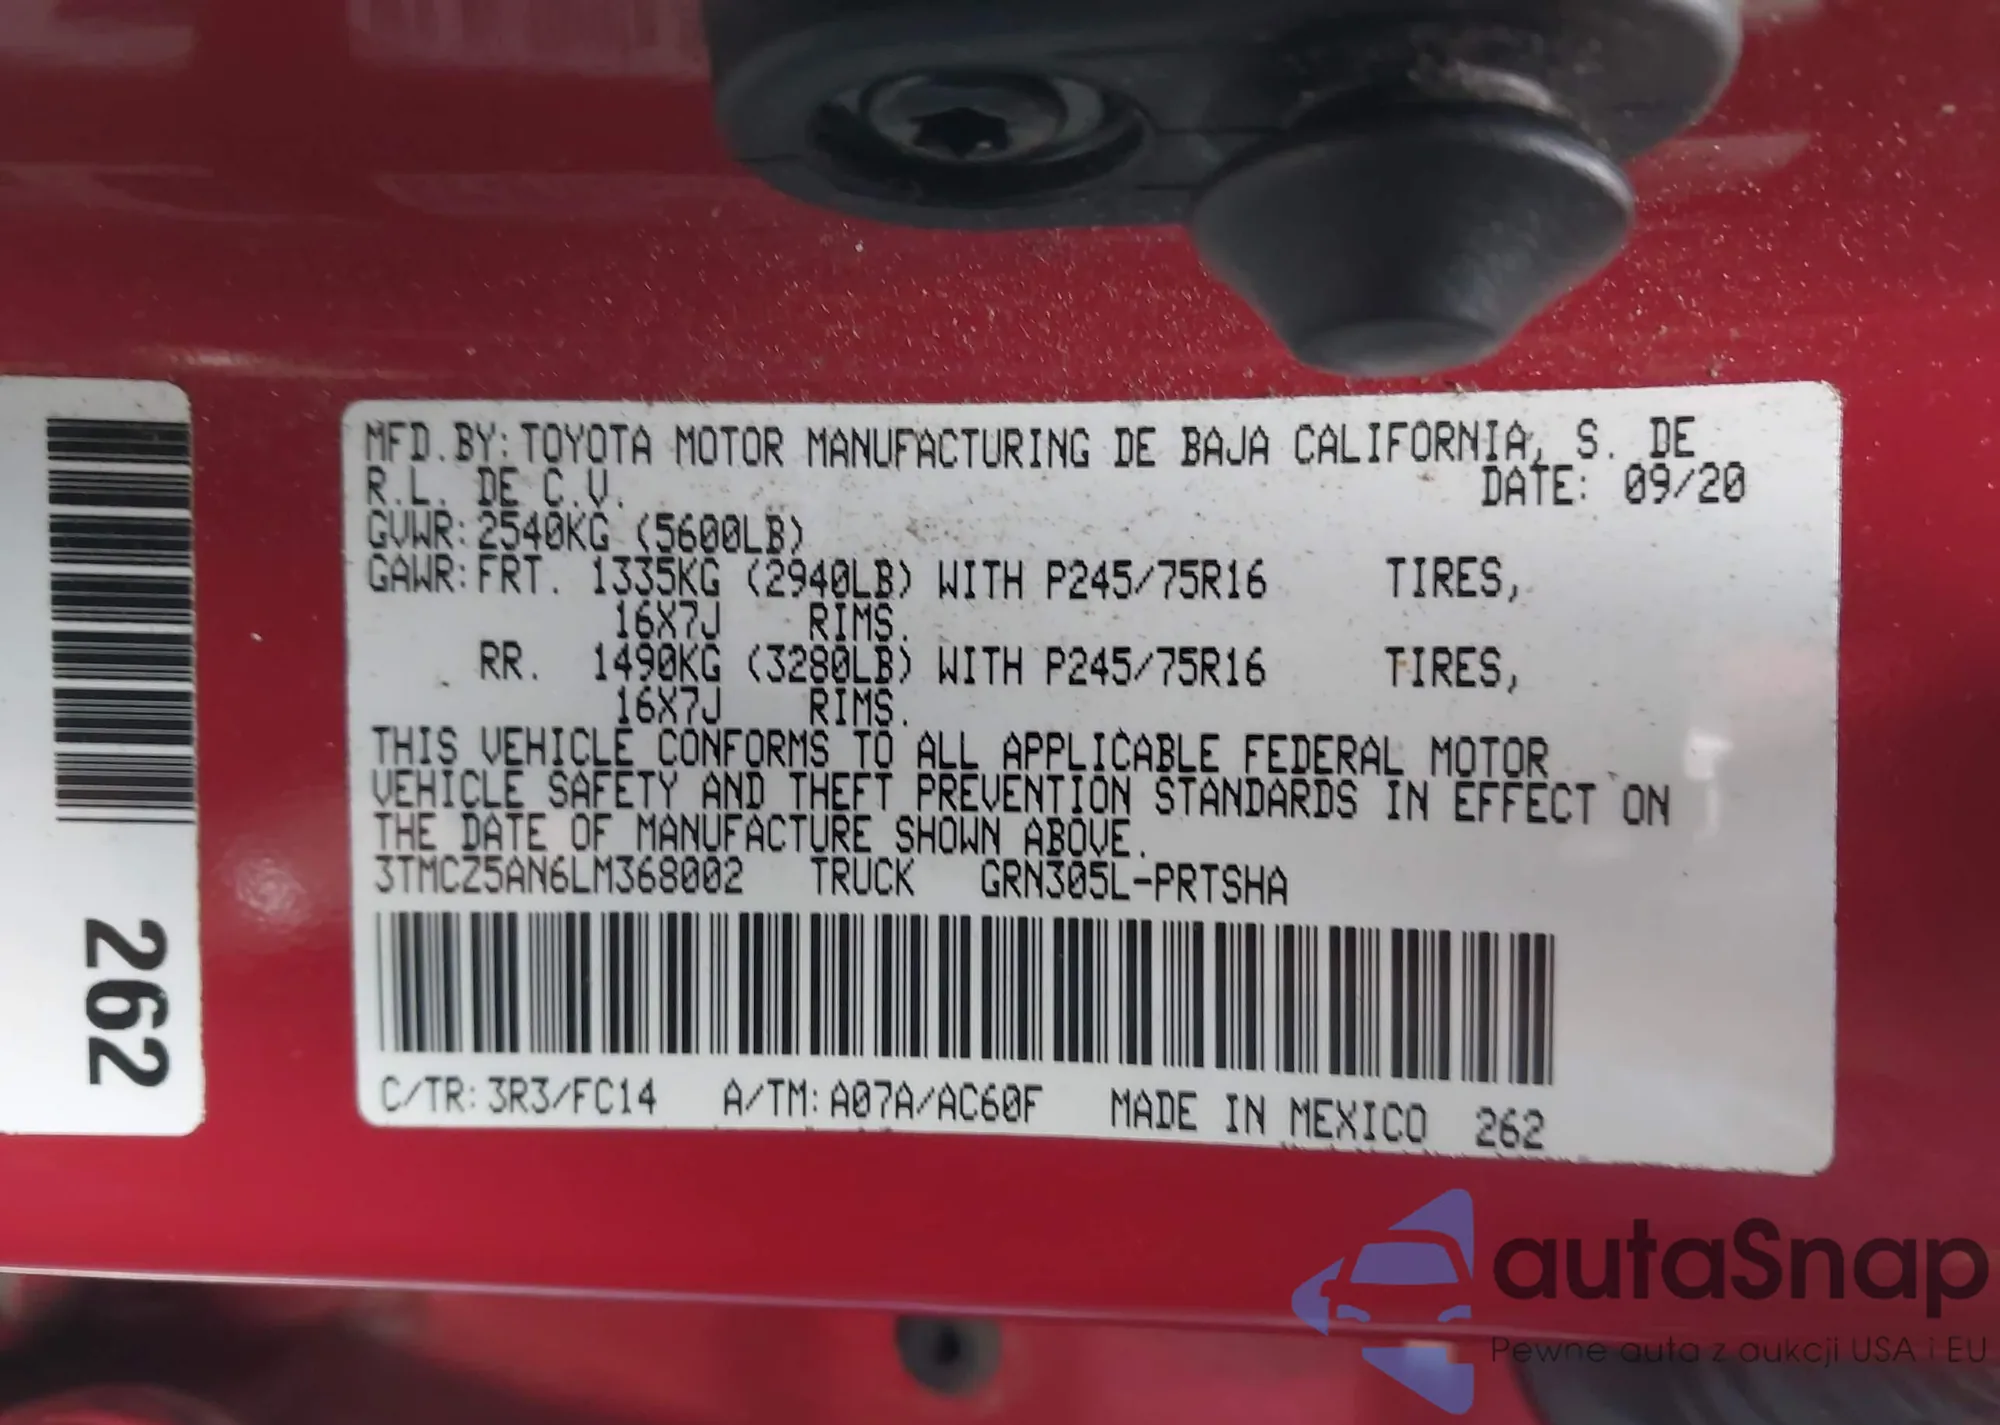 MFD.BY: TOYOTA MOTOR MANUFACTURING DE BAJA CALIFORNIA, S. DE
R.L. DE C.V. DATE: 09/20
GVWR: 2540KG (5600LB)
GAWR: FRT. 1335KG (2940LB) WITH P245/75R16 TIRES,
16X7J RIMS.
RR. 1490KG (3280LB) WITH P245/75R16 TIRES,
16X7J RIMS.
THIS VEHICLE CONFORMS TO ALL APPLICABLE FEDERAL MOTOR
VEHICLE SAFETY AND THEFT PREVENTION STANDARDS IN EFFECT ON
THE DATE OF MANUFACTURE SHOWN ABOVE.
3TMCZ5AN6LM368002 TRUCK GRN305L-PRTSHA
C/TR: 3R3/FC14 A/TM: A07A/AC60F MADE IN MEXICO 262
262
autaSnap
Pewne auta z aukcji USA i EU